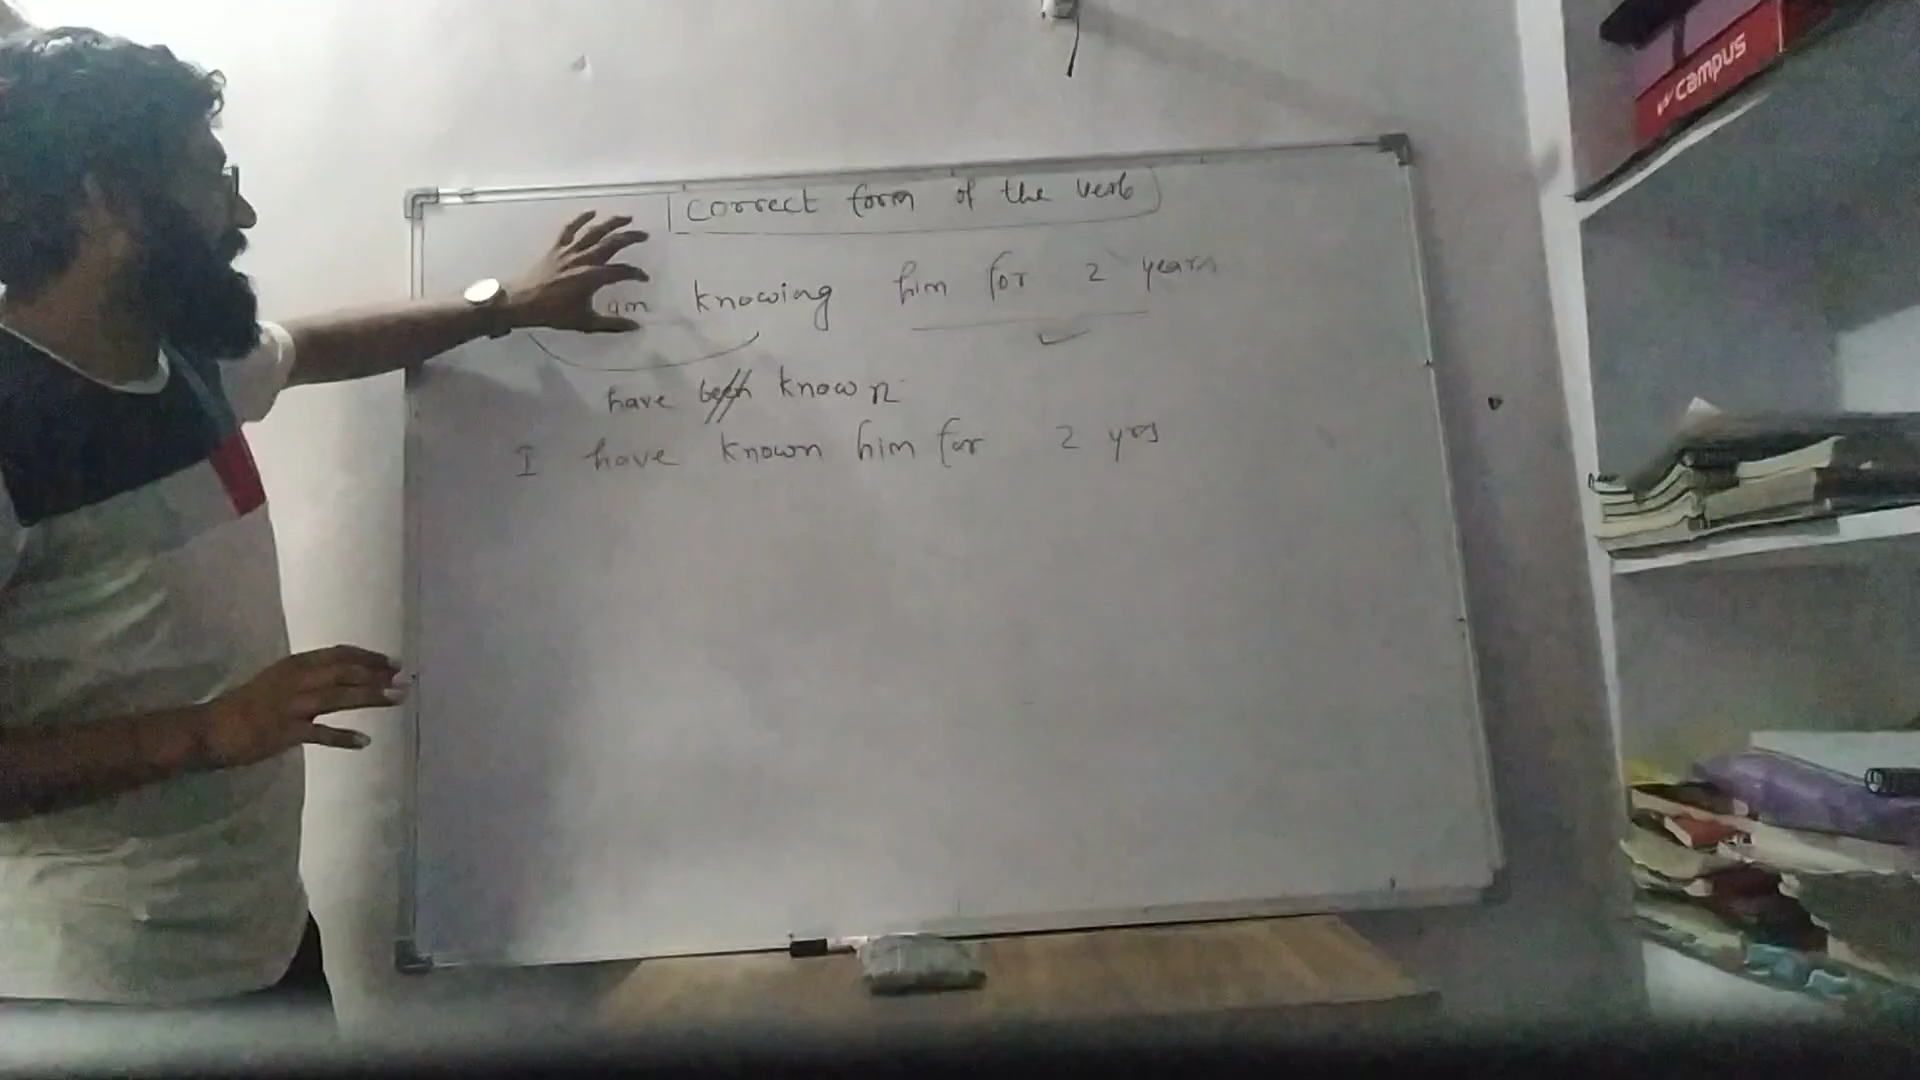 correct form of the verb
am knowing him for 2 years
have been known
I have known him for 2 yrs
campus